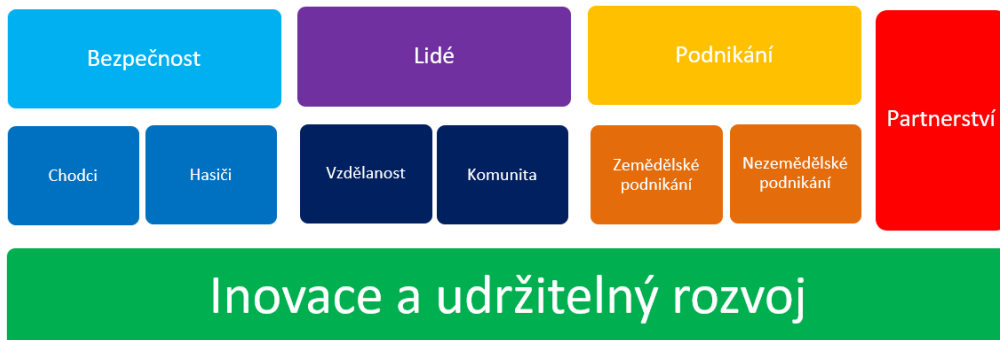 Bezpečnost
Lidé
Podnikání
Partnerství
Chodci
Hasiči
Vzdělanost
Komunita
Zemědělské
podnikání
Nezemědělské
podnikání
Inovace a udržitelný rozvoj